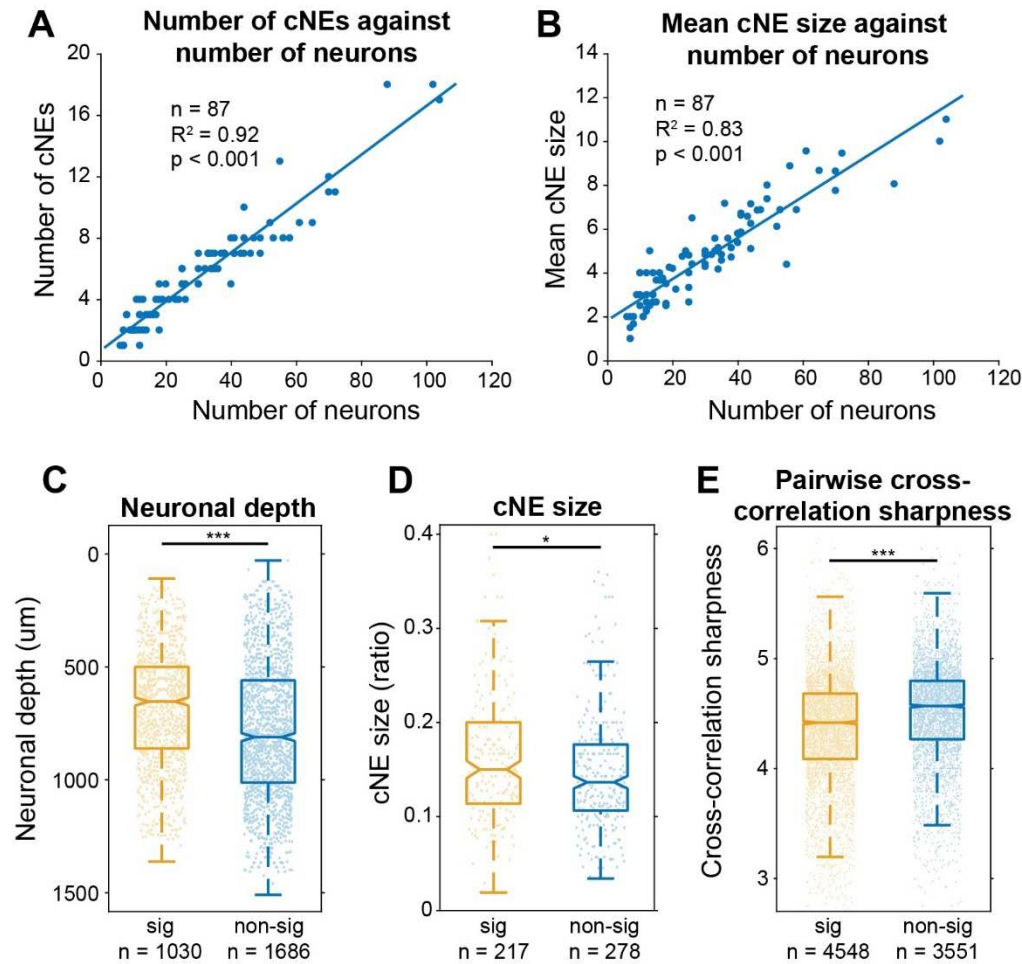 A
Number of cNEs against
number of neurons
20
16
12
8
4
0
Number of cNEs
n = 87
R² = 0.92
p < 0.001
0 20 40 60 80 100 120
Number of neurons
B
Mean cNE size against
number of neurons
14
12
10
8
6
4
2
0
Mean cNE size
n = 87
R² = 0.83
p < 0.001
0 20 40 60 80 100 120
Number of neurons
C
Neuronal depth
***
0
500
1000
1500
Neuronal depth (um)
sig non-sig
n = 1030 n = 1686
D
cNE size
*
0.4
0.3
0.2
0.1
0
cNE size (ratio)
sig non-sig
n = 217 n = 278
E
Pairwise cross-
correlation sharpness
***
6
5
4
3
Cross-correlation sharpness
sig non-sig
n = 4548 n = 3551